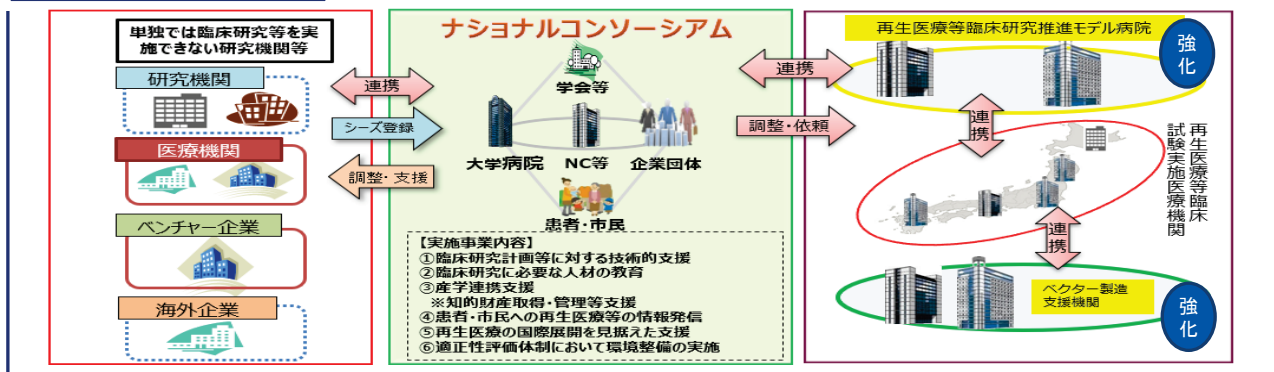 単独では臨床研究等を実
施できない研究機関等
研究機関
医療機関
ベンチャー企業
海外企業
連携
シーズ登録
調整・支援
ナショナルコンソーシアム
学会等
大学病院
NC等
企業団体
患者・市民
【実施事業内容】
①臨床研究計画等に対する技術的支援
②臨床研究に必要な人材の教育
③産学連携支援
※知的財産取得・管理等支援
④患者・市民への再生医療等の情報発信
⑤再生医療の国際展開を見据えた支援
⑥適正性評価体制において環境整備の実施
連携
調整・依頼
再生医療等臨床研究推進モデル病院
強化
連携
再生医療等臨床
試験実施医療機関
連携
ベクター製造
支援機関
強化